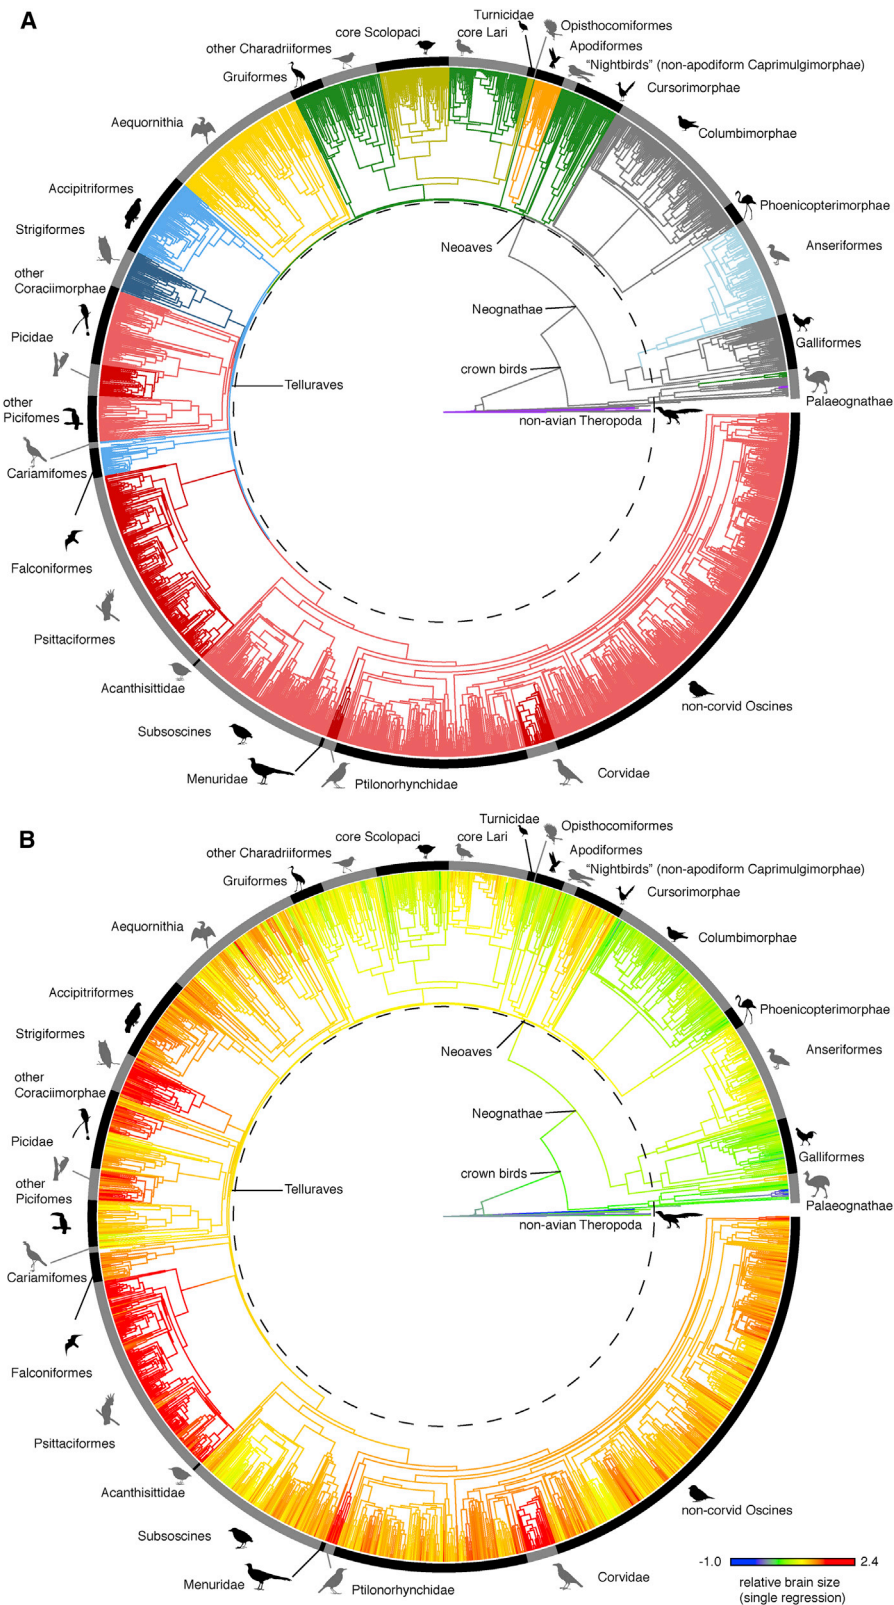 A
Turnicidae
Opisthocomiformes
core Scolopaci
core Lari
other Charadriiformes
Apodiformes
Gruiformes
“Nightbirds” (non-apodiform Caprimulgimorphae)
Cursorimorphae
Aequornithia
Columbimorphae
Accipitriformes
Phoenicopterimorphae
Strigiformes
Neoaves
Anseriformes
other
Coraciimorphae
Neognathae
Picidae
Galliformes
crown birds
Telluraves
other
Picifomes
Palaeognathae
non-avian Theropoda
Cariamifomes
Falconiformes
Psittaciformes
Acanthisittidae
non-corvid Oscines
Subsoscines
Menuridae
Ptilonorhynchidae
Corvidae
B
Turnicidae
Opisthocomiformes
core Scolopaci
core Lari
other Charadriiformes
Apodiformes
“Nightbirds” (non-apodiform Caprimulgimorphae)
Gruiformes
Cursorimorphae
Aequornithia
Columbimorphae
Accipitriformes
Phoenicopterimorphae
Strigiformes
Neoaves
Anseriformes
other
Coraciimorphae
Neognathae
Picidae
Galliformes
crown birds
other
Picifomes
Telluraves
Palaeognathae
non-avian Theropoda
Cariamifomes
Falconiformes
Psittaciformes
Acanthisittidae
non-corvid Oscines
Subsoscines
Menuridae
Ptilonorhynchidae
Corvidae
-1.0
2.4
relative brain size
(single regression)